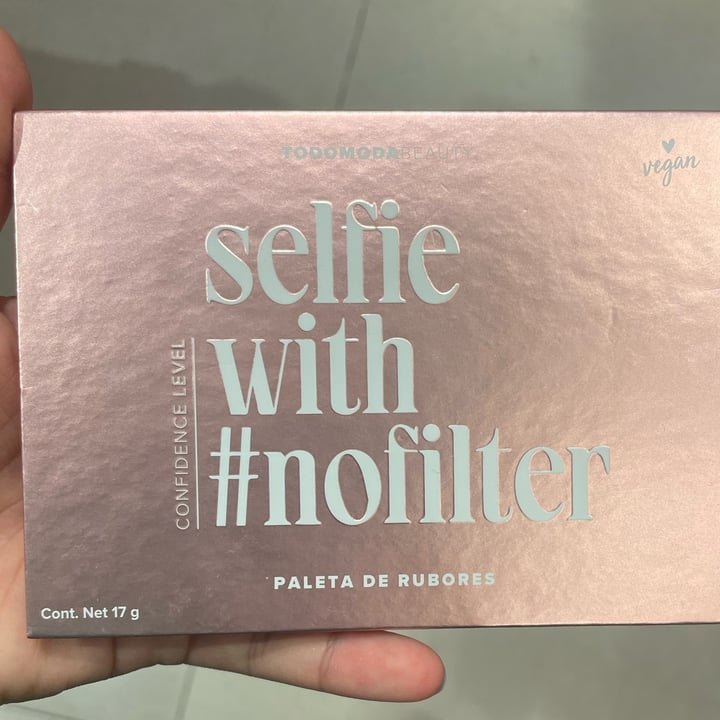 TODOMODABEAUTY
vegan
CONFIDENCE LEVEL
selfie
with
#nofilter
PALETA DE RUBORES
Cont. Net 17 g